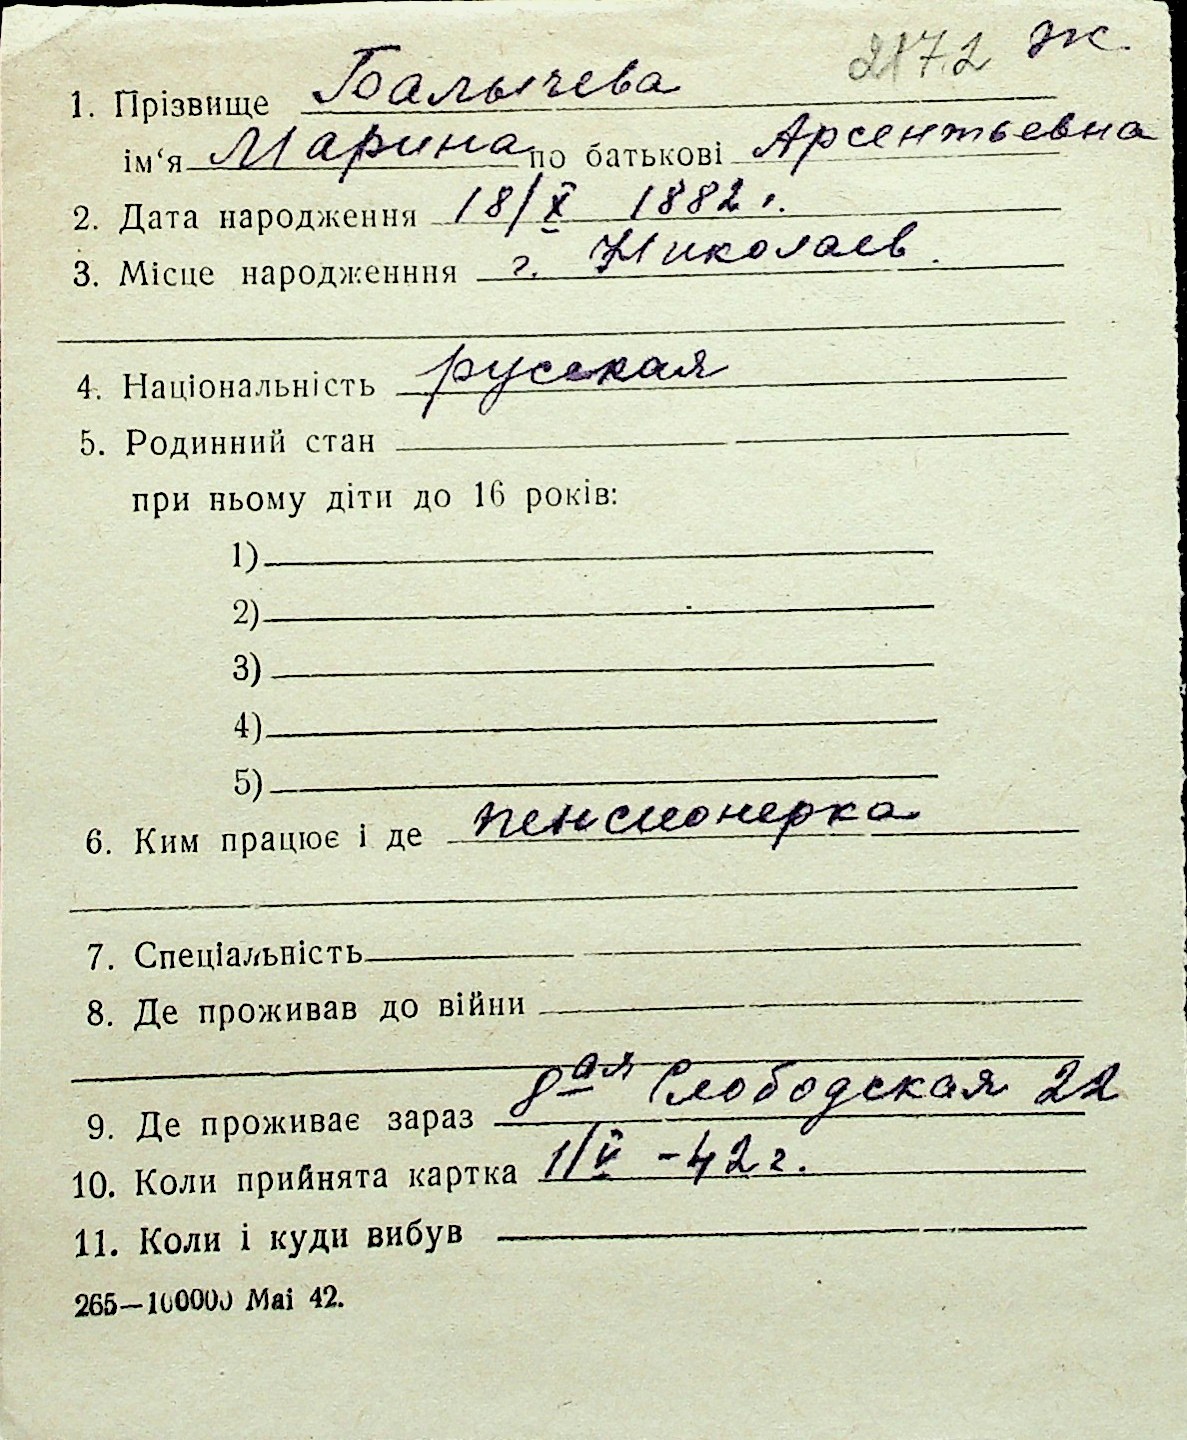 2172 ж
1. Прізвище Балычева
ім‘я Марина по батькові Арсентьевна
2. Дата народження 18/X 1882 г.
3. Місце народженння г. Николаев.
4. Національність русская
5. Родинний стан
при ньому діти до 16 років:
1)
2)
3)
4)
5)
6. Ким працює і де пенсионерка
7. Спеціальність
8. Де проживав до війни
9. Де проживає зараз 8ая Слободская 22
10. Коли прийнята картка 1/V -42 г.
11. Коли і куди вибув
265—100000 Mai 42.